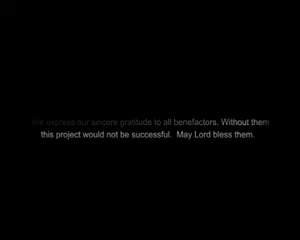 We express our sincere gratitude to all benefactors. Without them
this project would not be successful.  May Lord bless them.